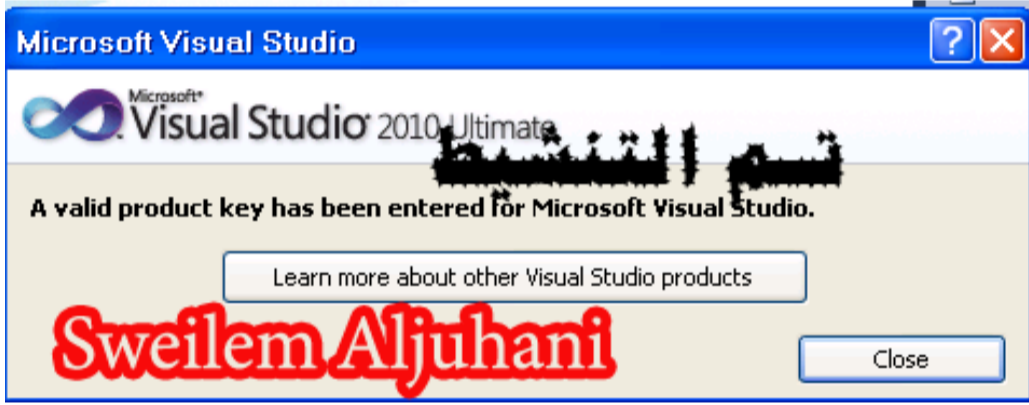 Microsoft Visual Studio
Microsoft®
Visual Studio 2010 Ultimate
تم التنشيط
A valid product key has been entered for Microsoft Visual Studio.
Learn more about other Visual Studio products
Sweilem Aljuhani
Close